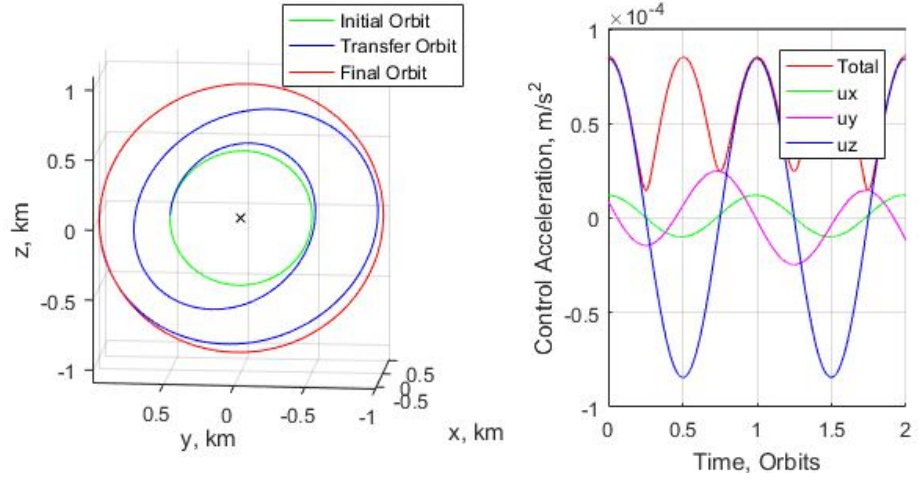 Initial Orbit
Transfer Orbit
Final Orbit
1
0.5
0
-0.5
-1
z, km
0.5
0
-0.5
-1
y, km
0.5
0
-0.5
x, km
×10-4
1
0.5
0
-0.5
-1
Control Acceleration, m/s2
Total
ux
uy
uz
0
0.5
1
1.5
2
Time, Orbits